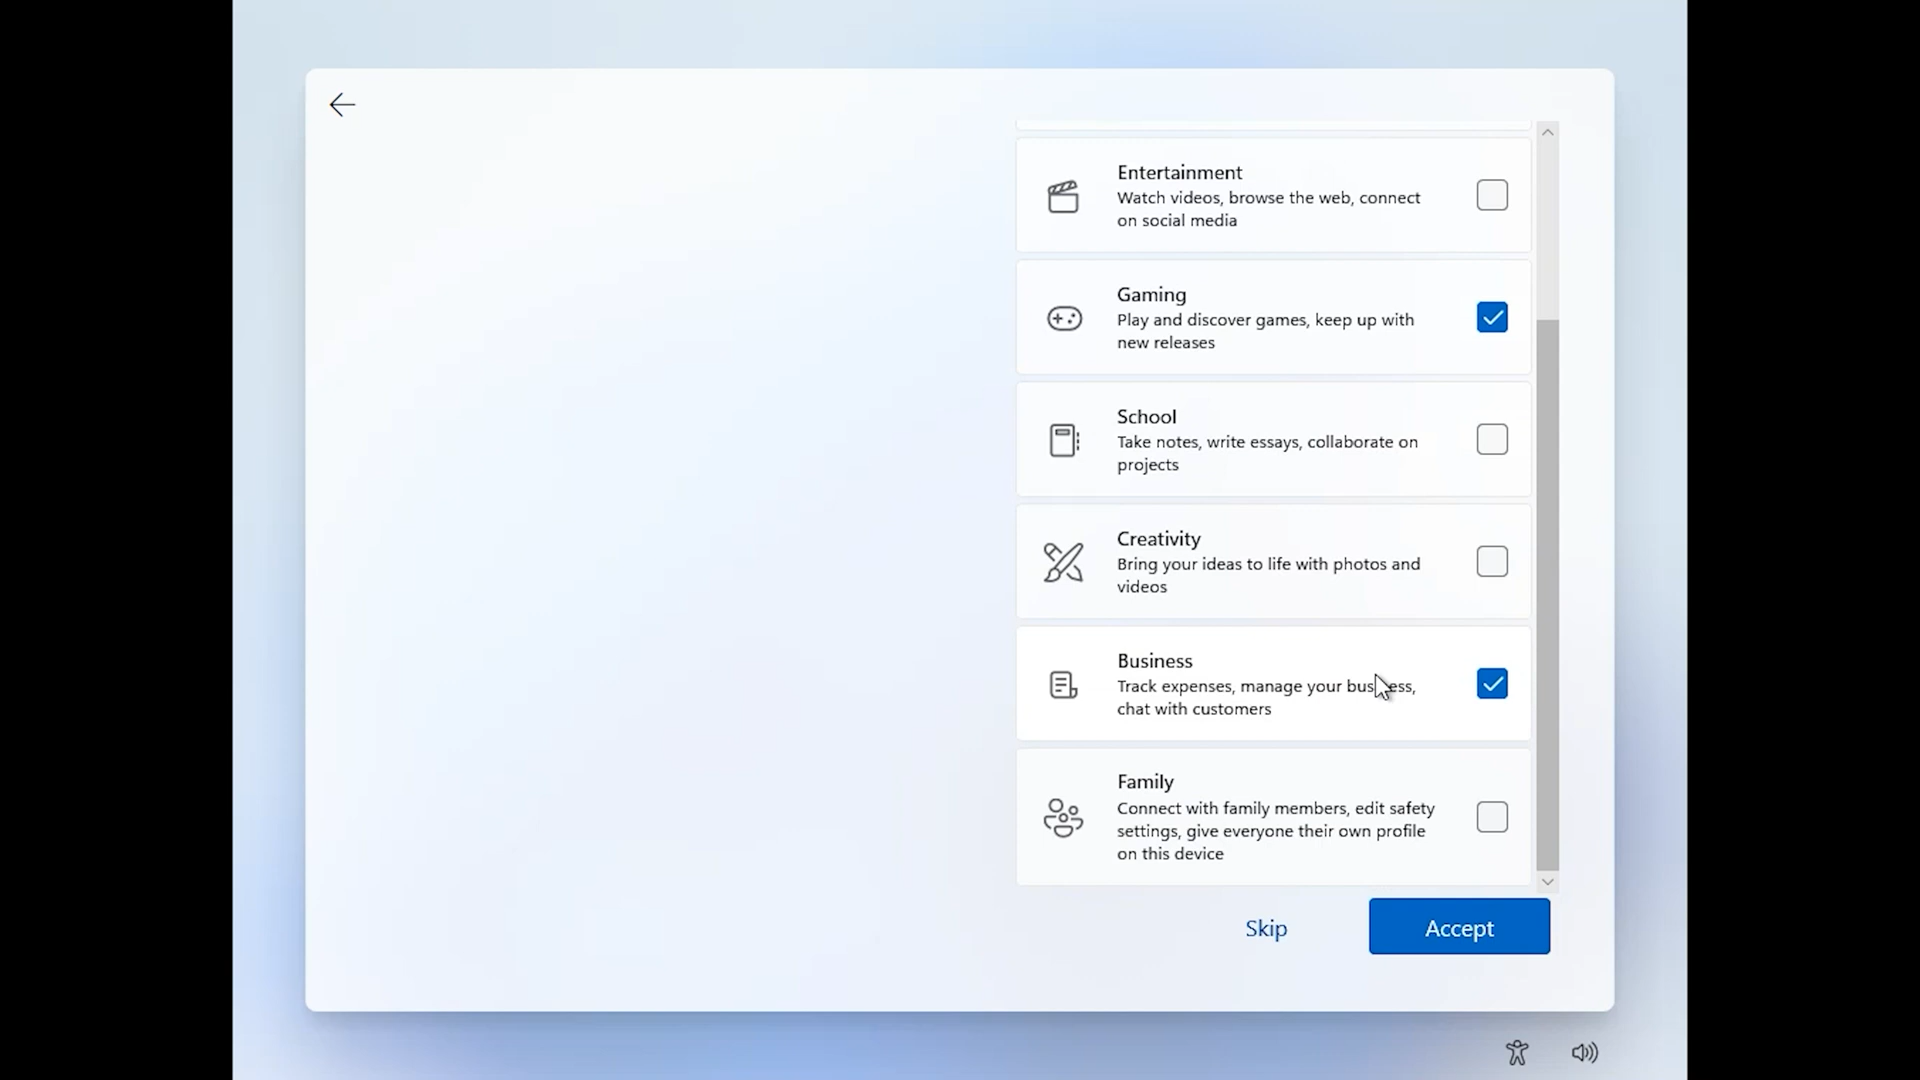 Entertainment
Watch videos, browse the web, connect
on social media
Gaming
Play and discover games, keep up with
new releases
School
Take notes, write essays, collaborate on
projects
Creativity
Bring your ideas to life with photos and
videos
Business
Track expenses, manage your business,
chat with customers
Family
Connect with family members, edit safety
settings, give everyone their own profile
on this device
Skip
Accept